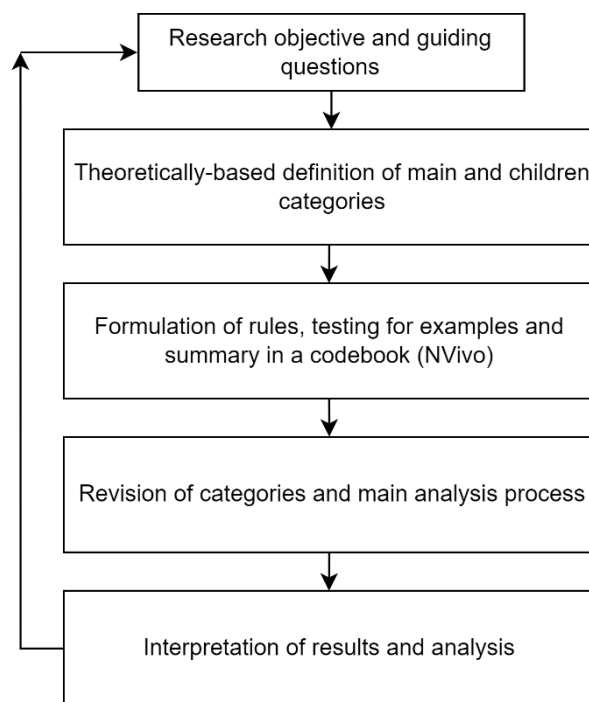 Research objective and guiding
questions
Theoretically-based definition of main and children
categories
Formulation of rules, testing for examples and
summary in a codebook (NVivo)
Revision of categories and main analysis process
Interpretation of results and analysis